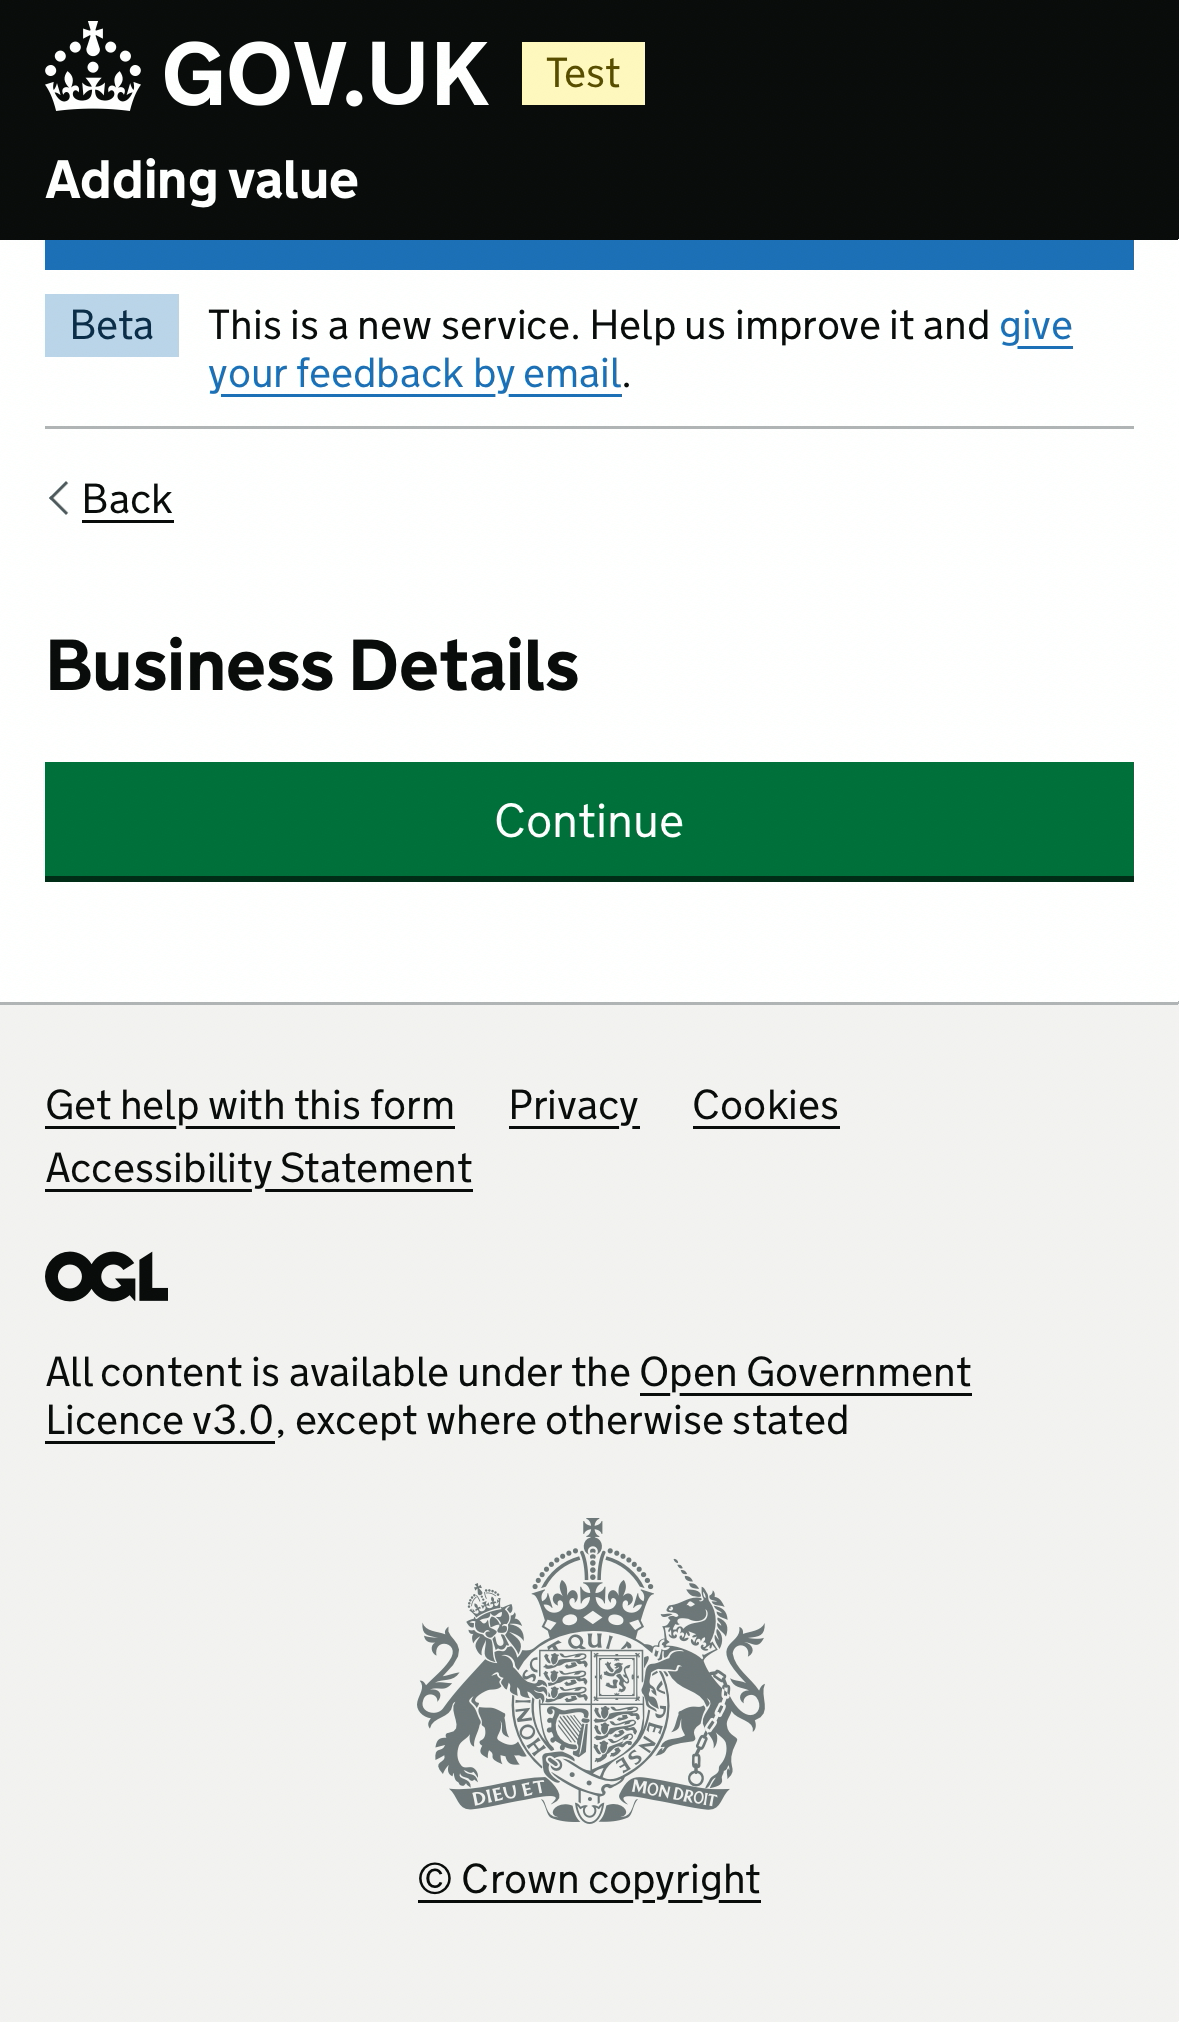 GOV.UK Test
Adding value
Beta
This is a new service. Help us improve it and give
your feedback by email.
Back
Business Details
Continue
Get help with this form Privacy Cookies
Accessibility Statement
OGL
All content is available under the Open Government
Licence v3.0, except where otherwise stated
QUI
HONI
PENSE
DIEU ET MON DROIT
© Crown copyright